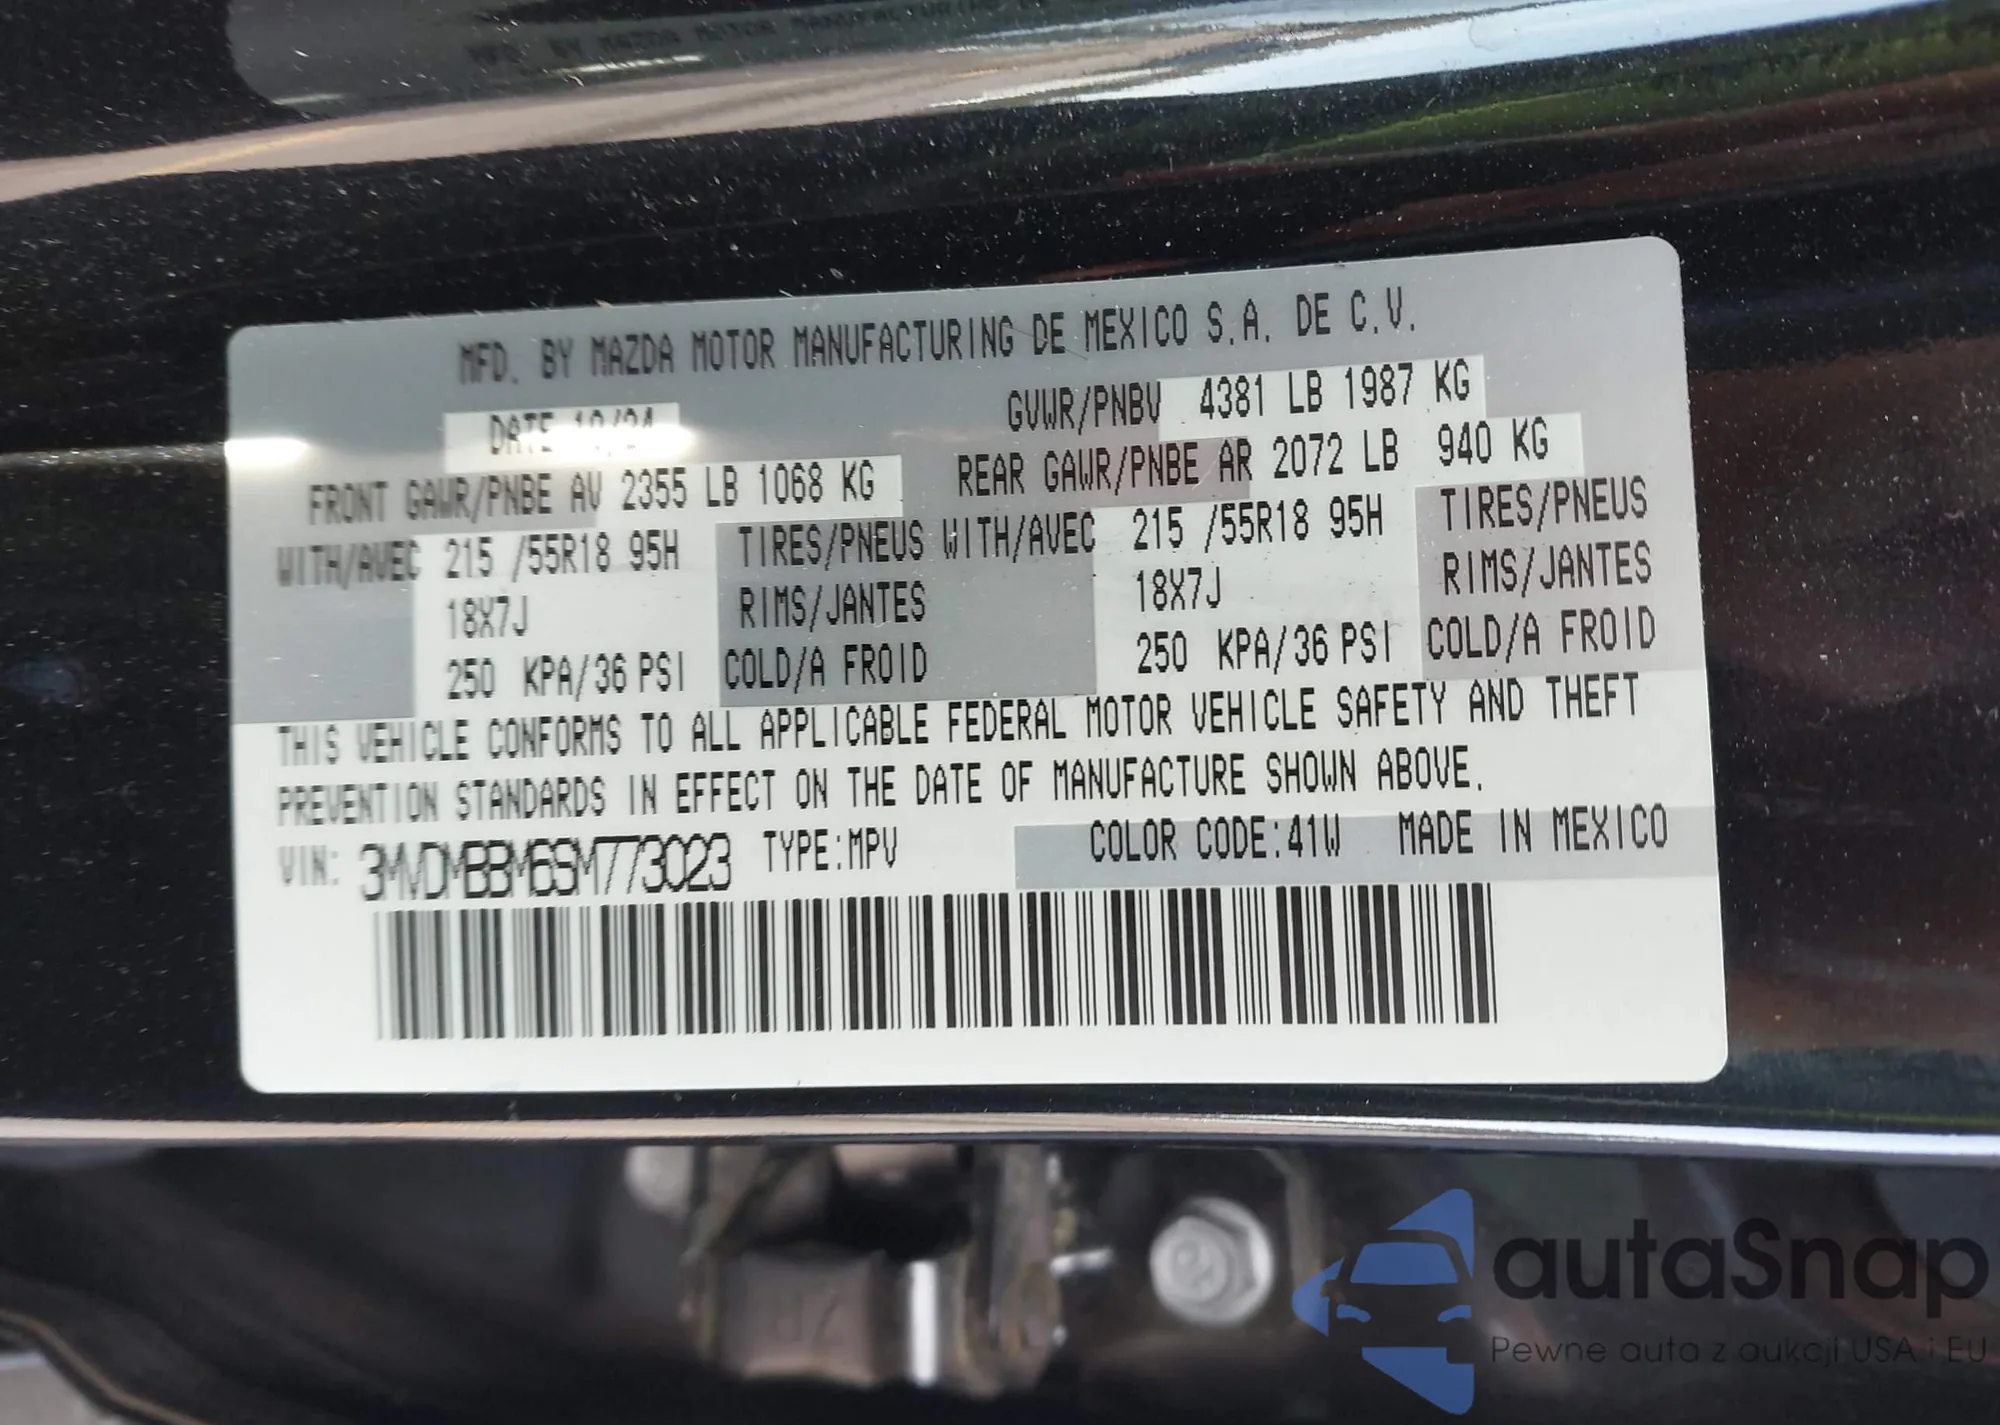 MFD. BY MAZDA MOTOR MANUFACTURING DE MEXICO S.A. DE C.V.
DATE 10/24 GVWR/PNBV 4381 LB 1987 KG
FRONT GAWR/PNBE AV 2355 LB 1068 KG REAR GAWR/PNBE AR 2072 LB 940 KG
WITH/AVEC 215 /55R18 95H TIRES/PNEUS WITH/AVEC 215 /55R18 95H TIRES/PNEUS
18X7J RIMS/JANTES 18X7J RIMS/JANTES
250 KPA/36 PSI COLD/A FROID 250 KPA/36 PSI COLD/A FROID
THIS VEHICLE CONFORMS TO ALL APPLICABLE FEDERAL MOTOR VEHICLE SAFETY AND THEFT
PREVENTION STANDARDS IN EFFECT ON THE DATE OF MANUFACTURE SHOWN ABOVE.
VIN: 3MVDMBBM6SM773023 TYPE:MPV COLOR CODE:41W MADE IN MEXICO
autaSnap
Pewne auta z aukcji USA i EU